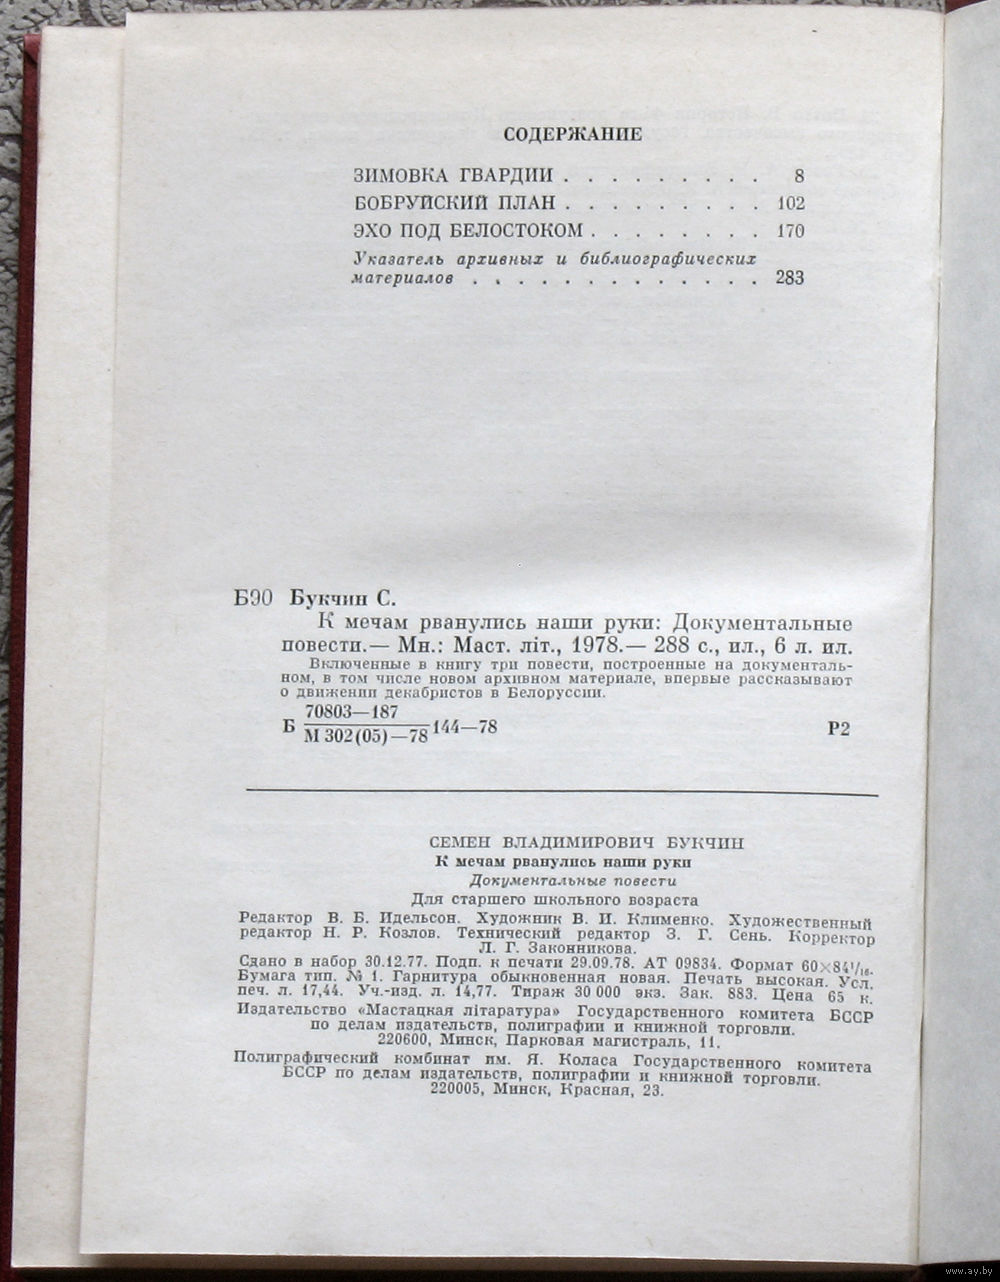 СОДЕРЖАНИЕ
ЗИМОВКА ГВАРДИИ . . . . . . . . . 8
БОБРУЙСКИЙ ПЛАН . . . . . . . . . 102
ЭХО ПОД БЕЛОСТОКОМ . . . . . . . . 170
Указатель архивных и библиографических
материалов . . . . . . . . . . . . . 283
Б90 Букчин С.
К мечам рванулись наши руки: Документальные
повести.— Мн.: Маст. літ., 1978.— 288 с., ил., 6 л. ил.
Включенные в книгу три повести, построенные на документаль-
ном, в том числе новом архивном материале, впервые рассказывают
о движении декабристов в Белоруссии.
70803—187
Б 144—78 Р2
М 302(05)—78
СЕМЕН ВЛАДИМИРОВИЧ БУКЧИН
К мечам рванулись наши руки
Документальные повести
Для старшего школьного возраста
Редактор В. Б. Идельсон. Художник В. И. Клименко. Художественный
редактор Н. Р. Козлов. Технический редактор З. Г. Сень. Корректор
Л. Г. Законникова.
Сдано в набор 30.12.77. Подп. к печати 29.09.78. АТ 09834. Формат 60×84¹/₁₆.
Бумага тип. № 1. Гарнитура обыкновенная новая. Печать высокая. Усл.
печ. л. 17,44. Уч.-изд. л. 14,77. Тираж 30 000 экз. Зак. 883. Цена 65 к.
Издательство «Мастацкая літаратура» Государственного комитета БССР
по делам издательств, полиграфии и книжной торговли.
220600, Минск, Парковая магистраль, 11.
Полиграфический комбинат им. Я. Коласа Государственного комитета
БССР по делам издательств, полиграфии и книжной торговли.
220005, Минск, Красная, 23.
www.ay.by